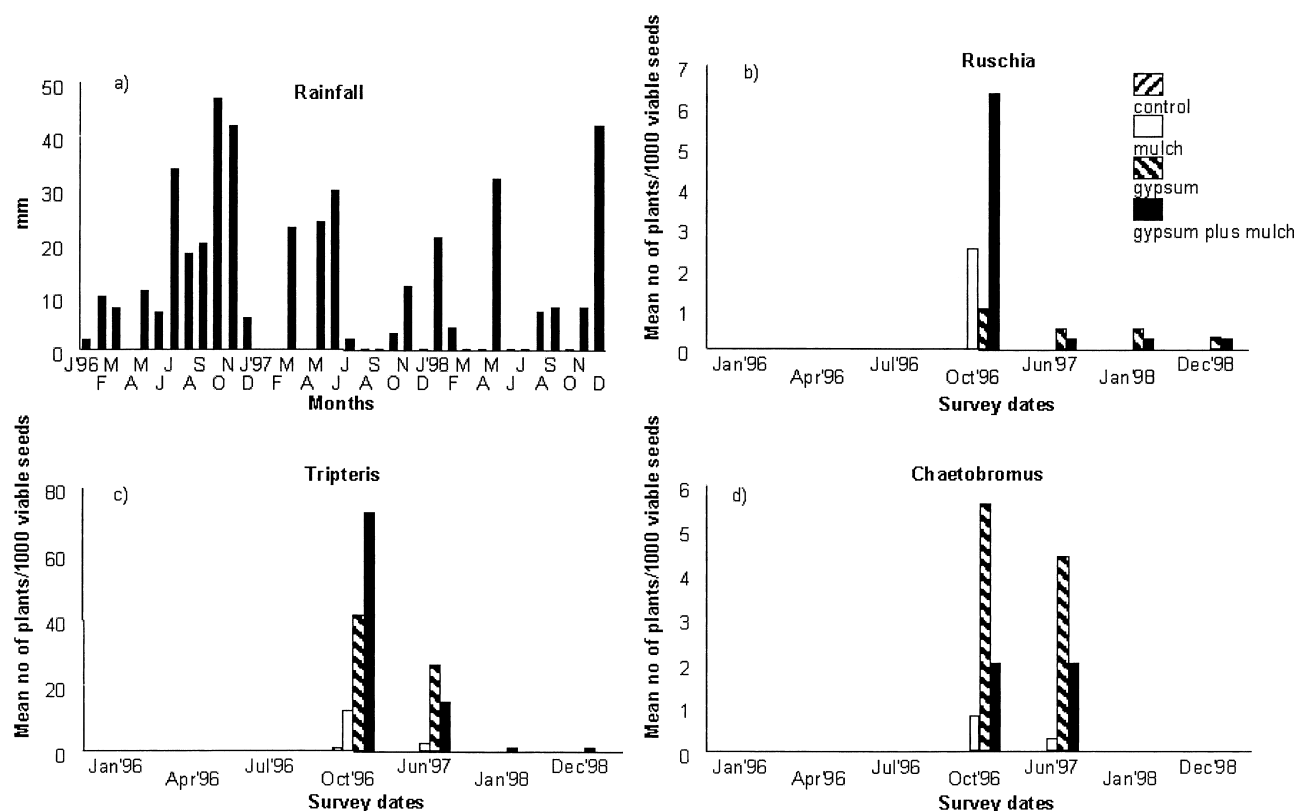 a)
Rainfall
mm
50
40
30
20
10
0
J'96 M M J S N J'97 M M J S N J'98 M M J S N
F A J A O D F A J A O D F A J A O D
Months
b)
Ruschia
Mean no of plants/1000 viable seeds
7
6
5
4
3
2
1
0
control
mulch
gypsum
gypsum plus mulch
Jan'96 Jul'96 Oct'96 Jun'97 Dec'98
Apr'96 Jan'98
Survey dates
c)
Tripteris
Mean no of plants/1000 viable seeds
80
60
40
20
0
Jan'96 Jul'96 Jun'97 Dec'98
Apr'96 Oct'96 Jan'98
Survey dates
d)
Chaetobromus
Mean no of plants/1000 viable seeds
6
5
4
3
2
1
0
Jan'96 Jul'96 Jun'97 Dec'98
Apr'96 Oct'96 Jan'98
Survey dates